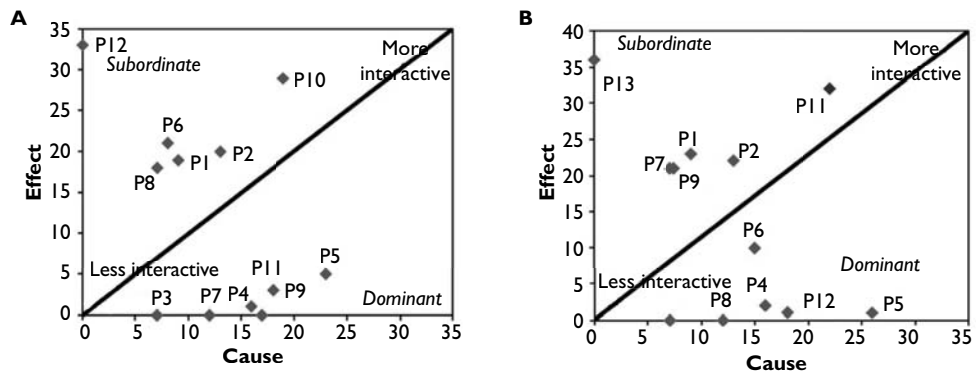 A
35
30
25
20
15
10
5
0
Effect
P12
Subordinate
More
interactive
P10
P6
P1
P2
P8
Less interactive
P11
P5
P3
P7
P4
P9
Dominant
0
5
10
15
20
25
30
35
Cause
B
40
35
30
25
20
15
10
5
0
Effect
Subordinate
More
interactive
P13
P11
P1
P2
P7
P9
P6
Less interactive
Dominant
P8
P4
P12
P5
0
5
10
15
20
25
30
35
Cause